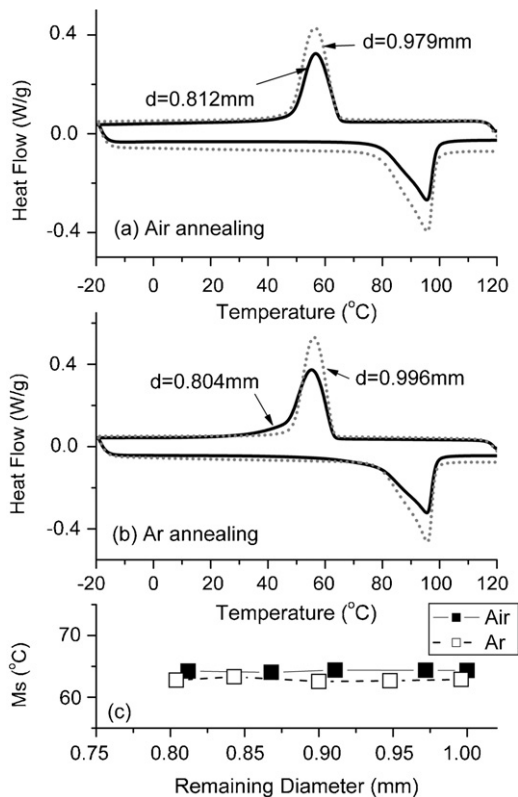 0.4
d=0.979mm
d=0.812mm
0.0
-0.4
Heat Flow (W/g)
(a) Air annealing
-20 0 20 40 60 80 100 120
Temperature (°C)
0.4
d=0.804mm
d=0.996mm
0.0
-0.4
Heat Flow (W/g)
(b) Ar annealing
-20 0 20 40 60 80 100 120
Temperature (°C)
Air
Ar
70
60
Ms (°C)
(c)
0.75 0.80 0.85 0.90 0.95 1.00
Remaining Diameter (mm)